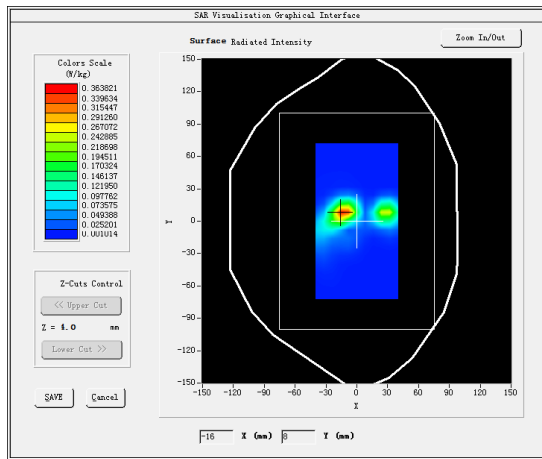 SAR Visualisation Graphical Interface
Surface Radiated Intensity
Zoom In/Out
Colors Scale
(W/kg)
0.363821
0.339634
0.315447
0.291260
0.267072
0.242885
0.218698
0.194511
0.170324
0.146137
0.121950
0.097762
0.073575
0.049388
0.025201
0.001014
150
120
90
60
30
0
-30
-60
-90
-120
-150
Y
-150 -120 -90 -60 -30 0 30 60 90 120 150
X
Z-Cuts Control
<< Upper Cut
Z = 4.0 mm
Lower Cut >>
SAVE Cancel
-16 X (mm) 8 Y (mm)